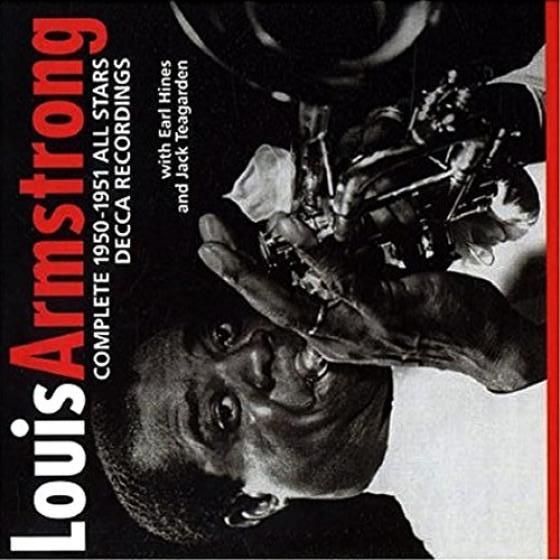 Louis Armstrong
COMPLETE 1950-1951 ALL STARS
DECCA RECORDINGS
with Earl Hines
and Jack Teagarden